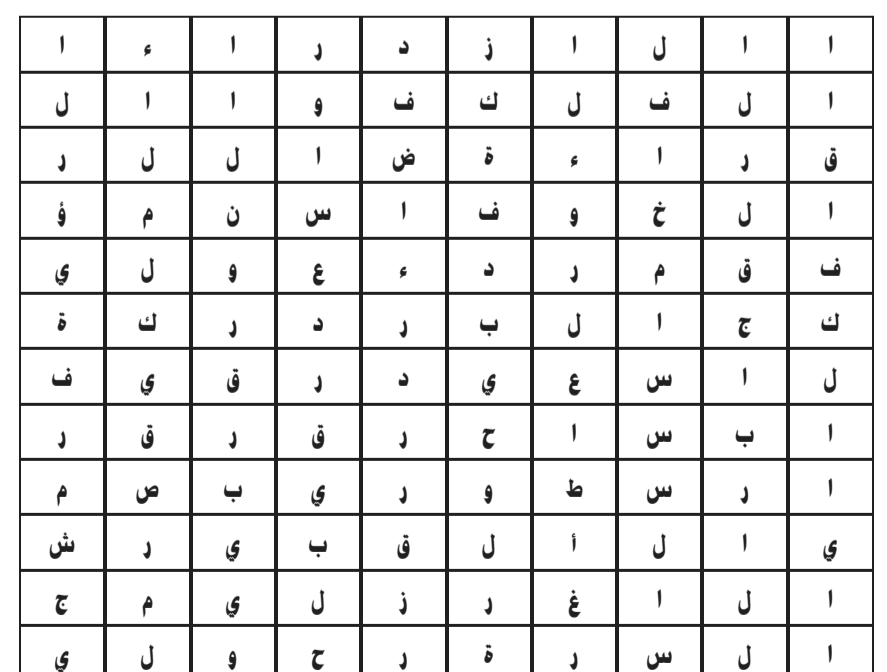 ا ا ل ا ز د ر ا ء ا
ا ل ف ل ك ف و ا ا ل
ق ر ا ء ة ض ا ل ل ر
ا ل خ و ف ا س ن م ؤ
ف ق م ر د ء ع و ل ي
ك ج ا ل ب ر د ر ك ة
ل ا س ع ي د ر ق ي ف
ا ب س ا ح ر ق ر ق ر
ا ر س ط و ر ي ب ص م
ي ا ل أ ل ق ب ي ر ش
ا ل ا غ ر ز ل ي م ج
ا ل س ر ة ر ح و ل ي